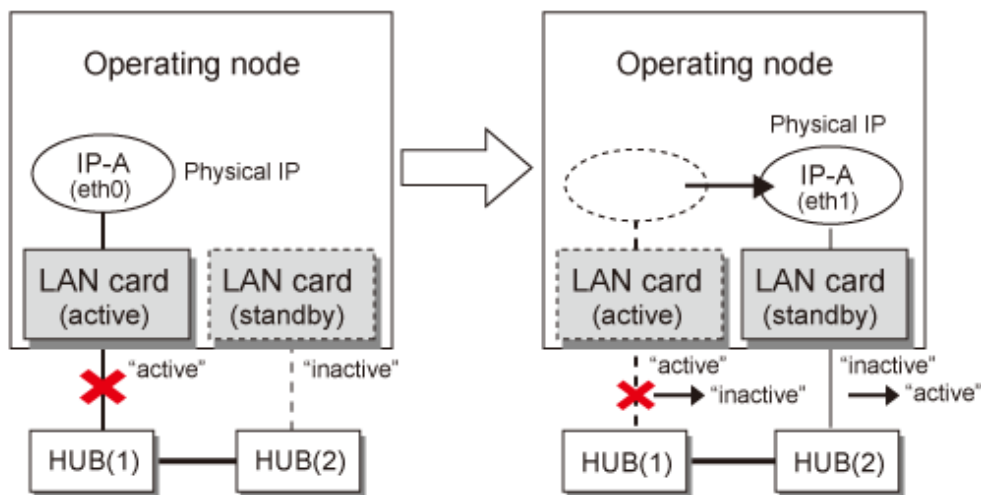 Operating node
IP-A
(eth0)
Physical IP
LAN card
(active)
LAN card
(standby)
“active”
“inactive”
HUB(1)
HUB(2)
Operating node
Physical IP
IP-A
(eth1)
LAN card
(active)
LAN card
(standby)
“active”
“inactive”
“inactive”
“active”
HUB(1)
HUB(2)